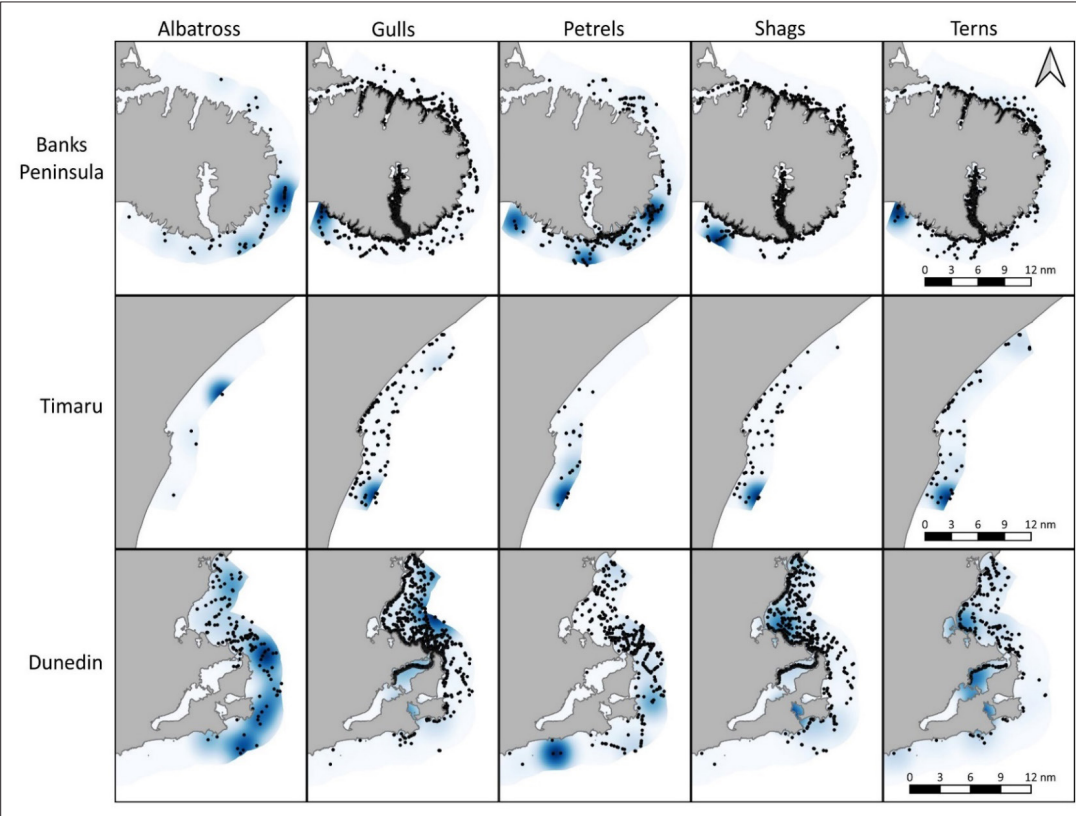 Albatross Gulls Petrels Shags Terns
Banks
Peninsula
0 3 6 9 12 nm
Timaru
0 3 6 9 12 nm
Dunedin
0 3 6 9 12 nm